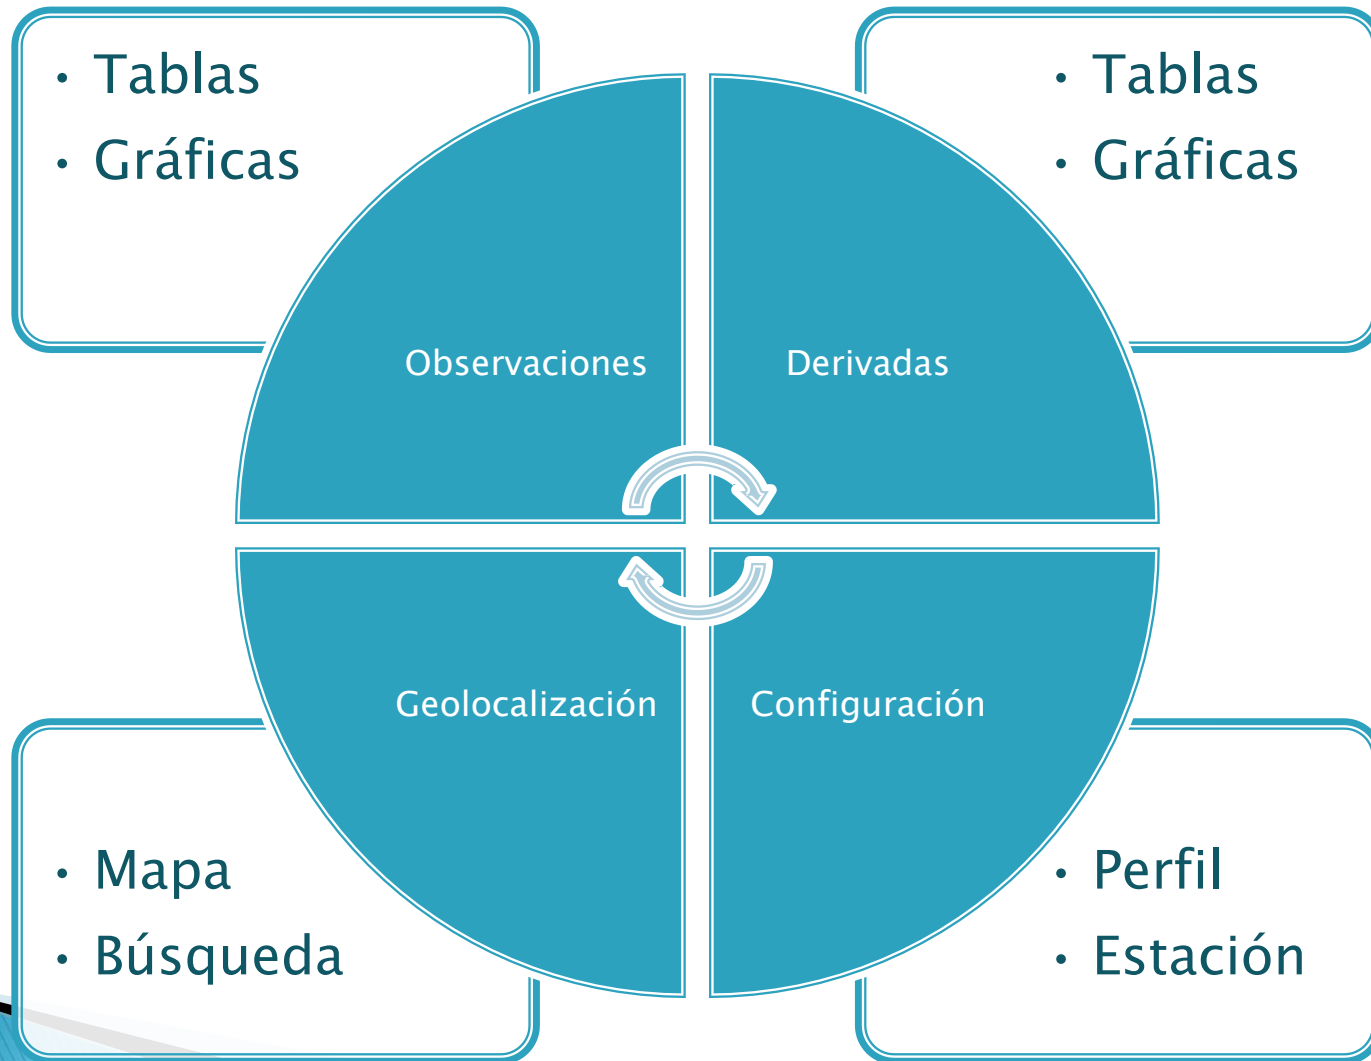 • Tablas
• Gráficas
• Tablas
• Gráficas
Observaciones
Derivadas
Geolocalización
Configuración
• Mapa
• Búsqueda
• Perfil
• Estación